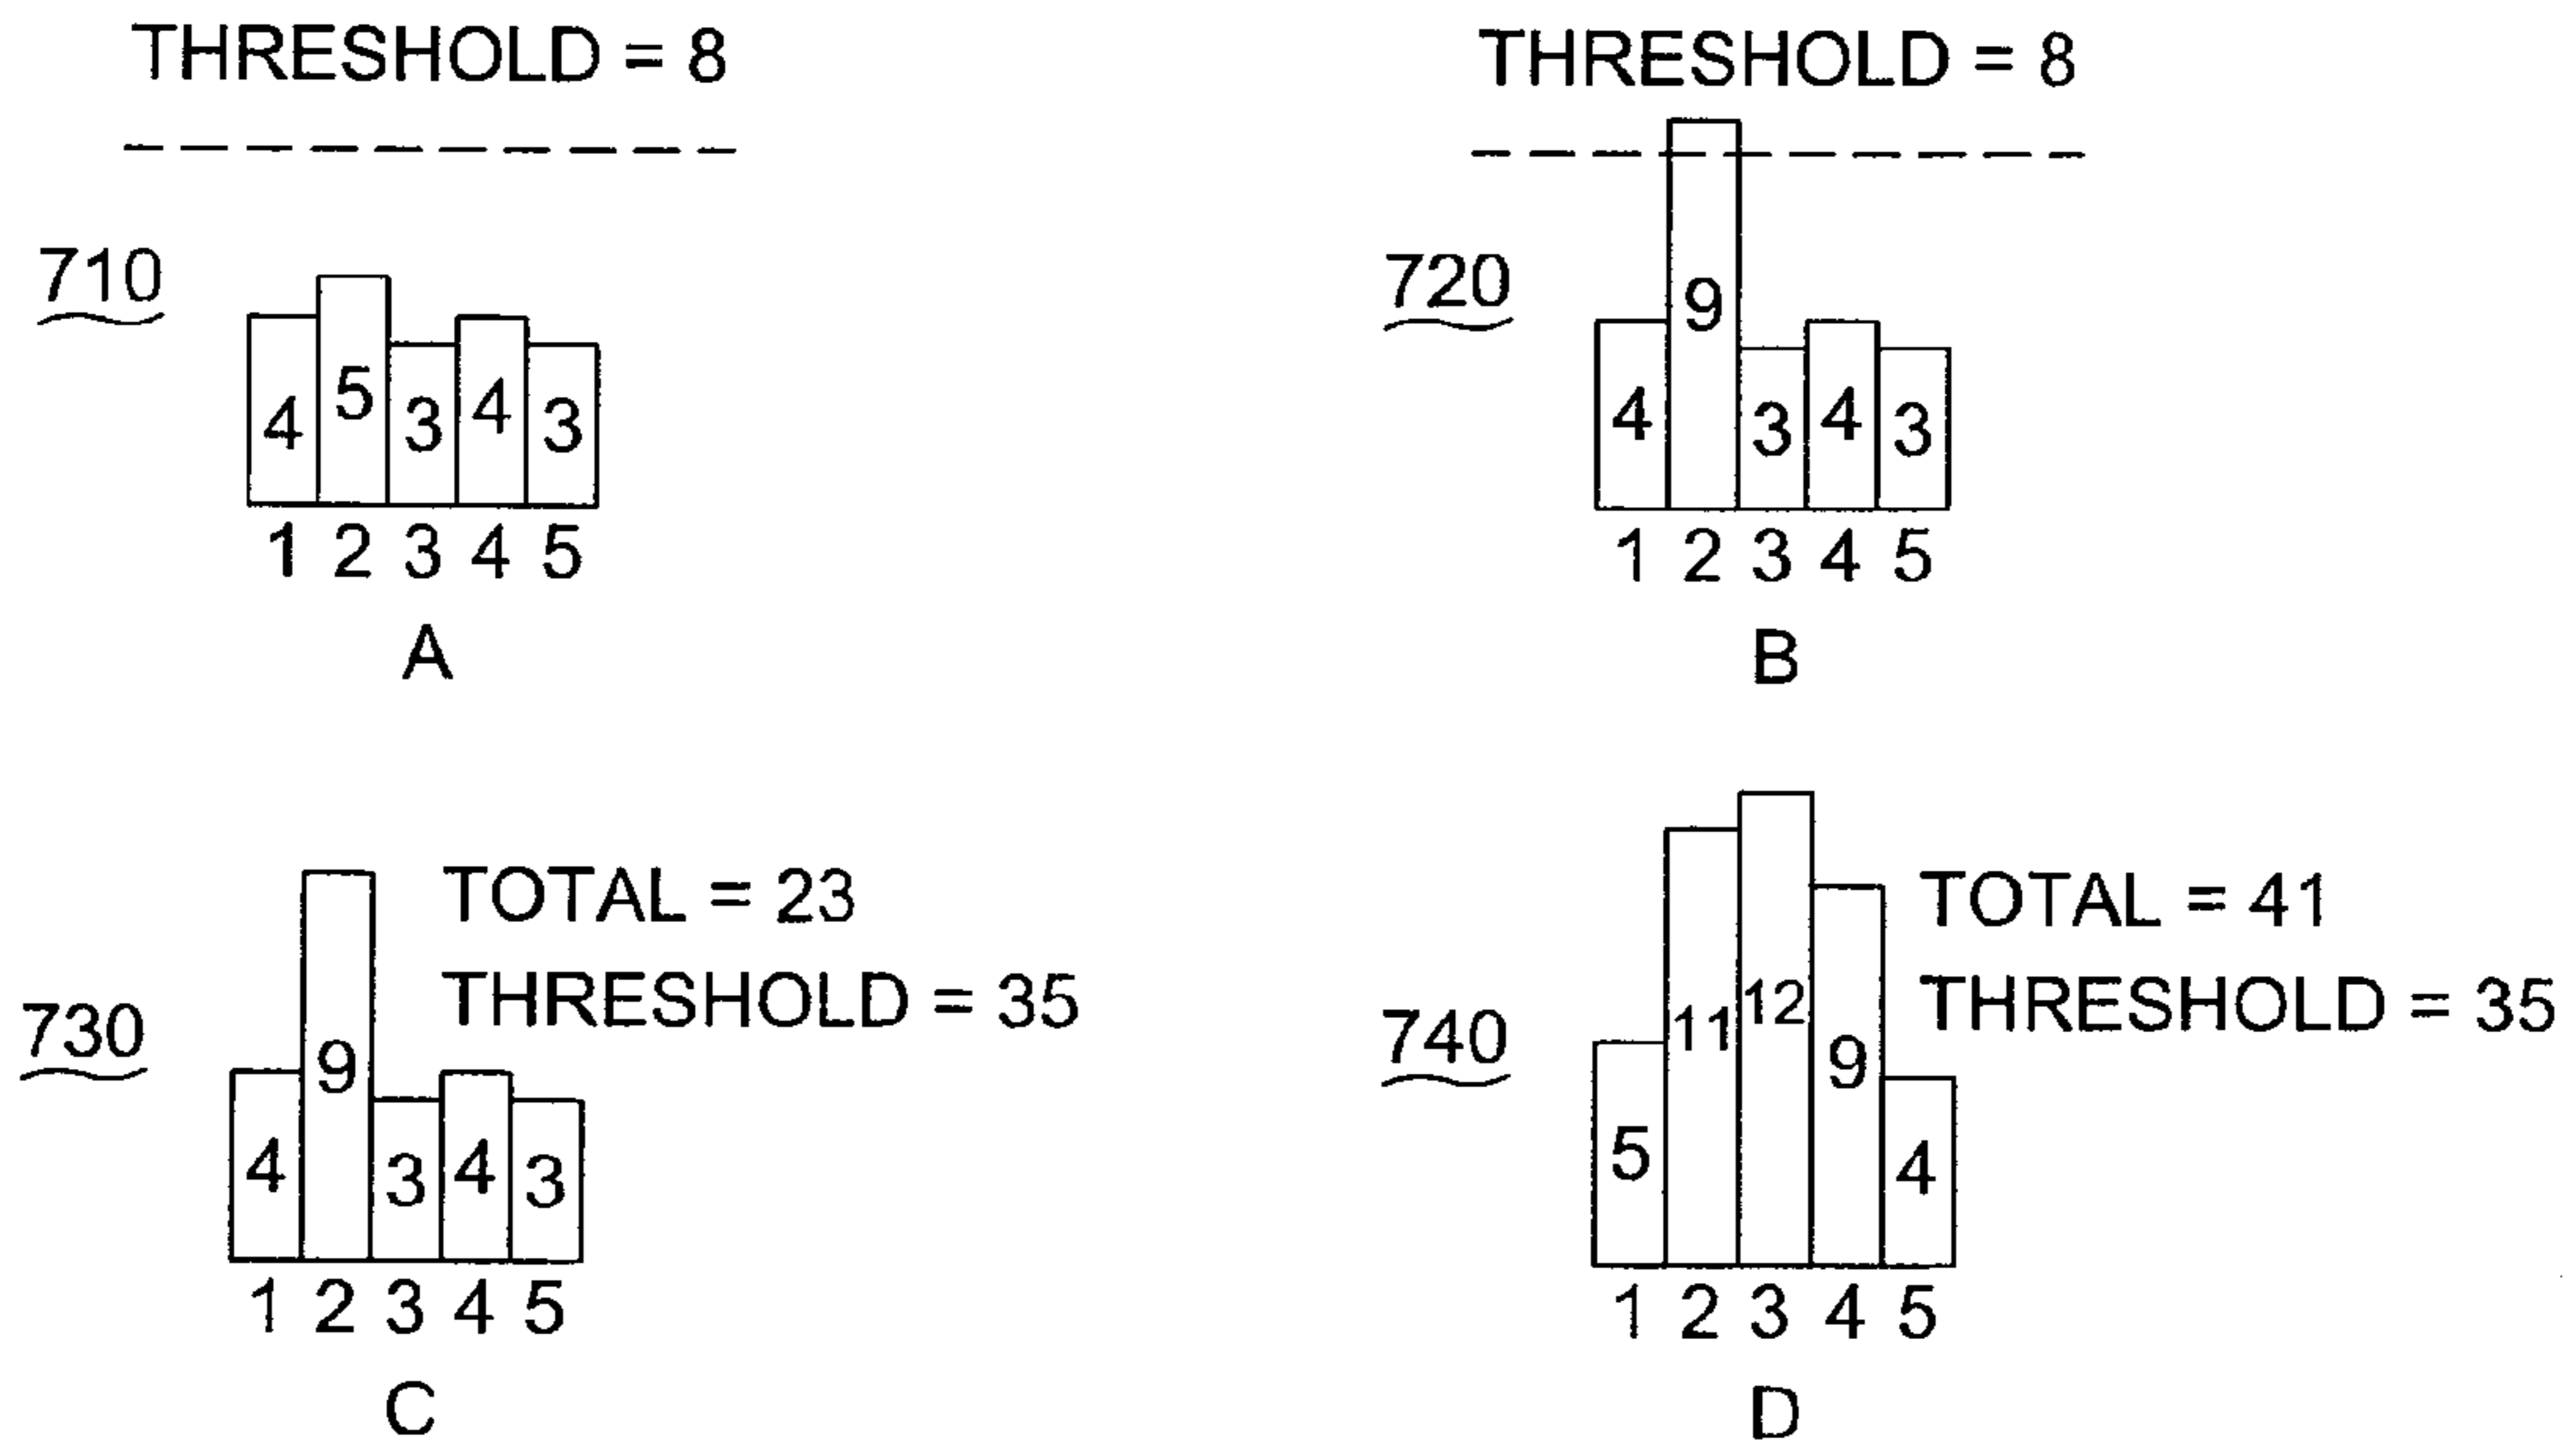 THRESHOLD = 8
710
4 5 3 4 3
1 2 3 4 5
A
THRESHOLD = 8
720
4 9 3 4 3
1 2 3 4 5
B
TOTAL = 23
THRESHOLD = 35
730
4 9 3 4 3
1 2 3 4 5
C
TOTAL = 41
THRESHOLD = 35
740
5 11 12 9 4
1 2 3 4 5
D